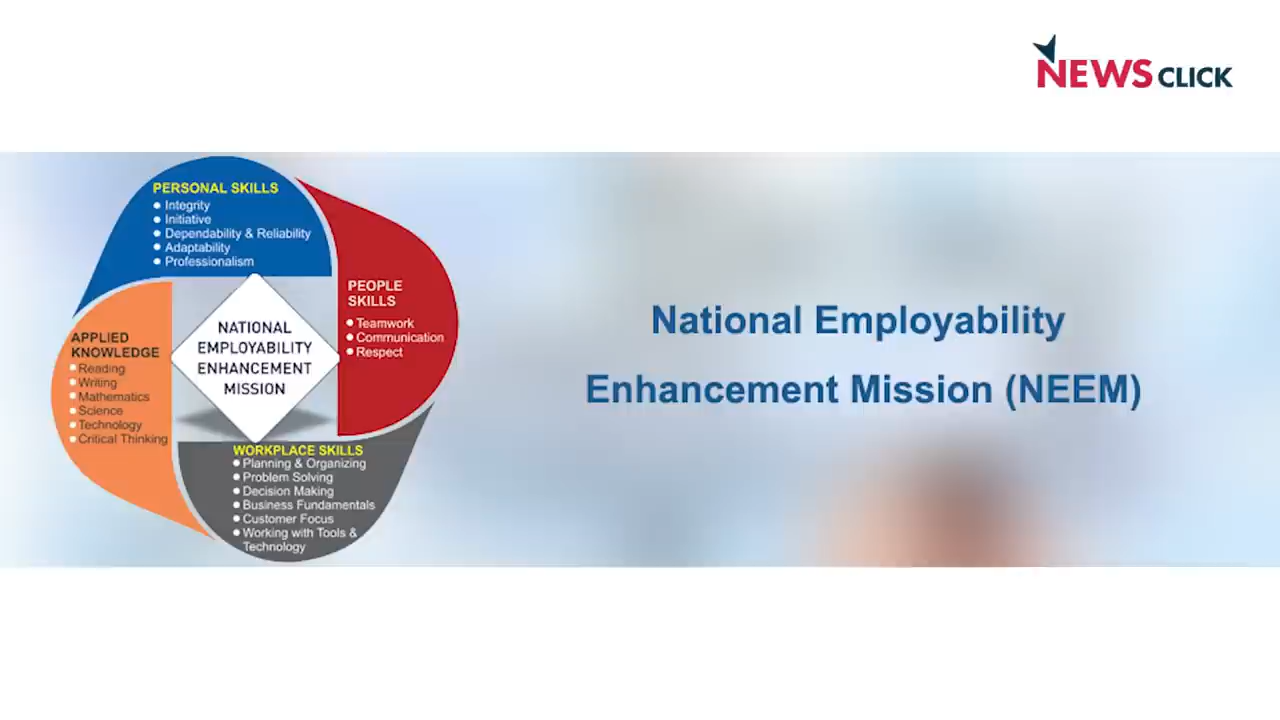 NEWS CLICK
PERSONAL SKILLS
Integrity
Initiative
Dependability & Reliability
Adaptability
Professionalism
PEOPLE
SKILLS
Teamwork
Communication
Respect
APPLIED
KNOWLEDGE
Reading
Writing
Mathematics
Science
Technology
Critical Thinking
NATIONAL
EMPLOYABILITY
ENHANCEMENT
MISSION
WORKPLACE SKILLS
Planning & Organizing
Problem Solving
Decision Making
Business Fundamentals
Customer Focus
Working with Tools &
Technology
National Employability
Enhancement Mission (NEEM)